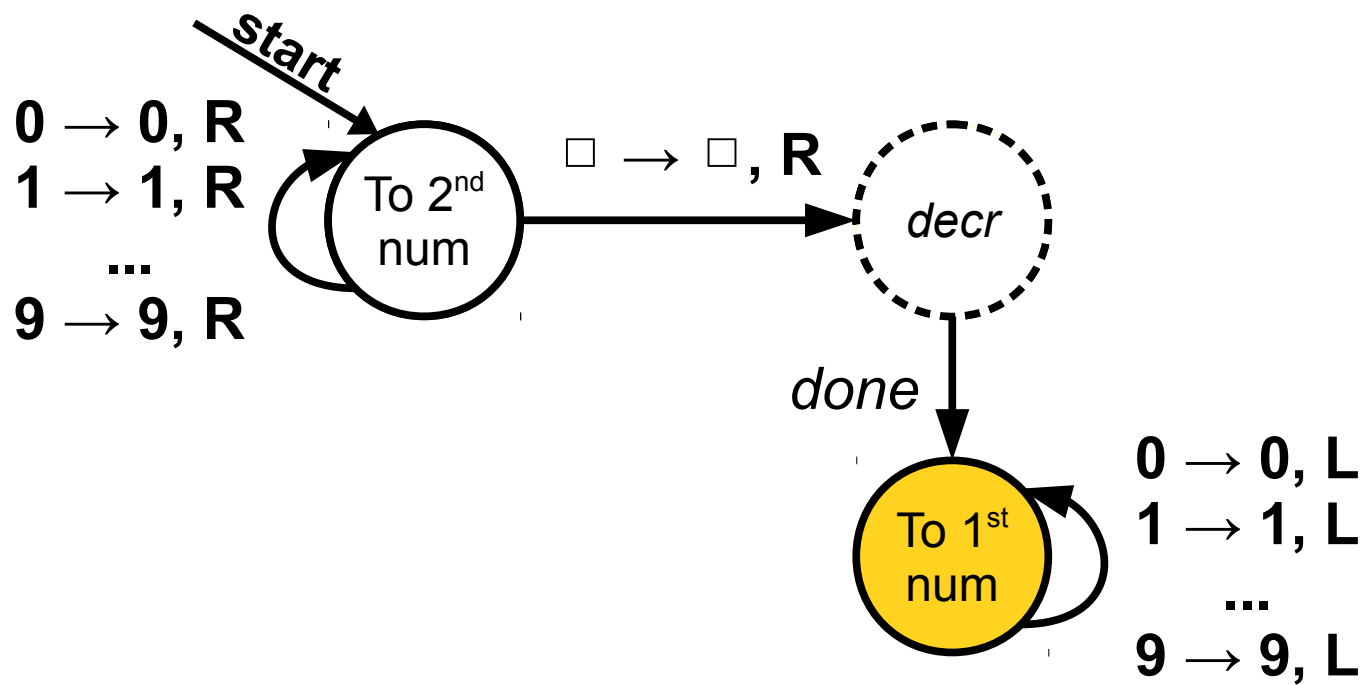 start
0 → 0, R
1 → 1, R
...
9 → 9, R
To 2nd
num
□ → □, R
decr
done
To 1st
num
0 → 0, L
1 → 1, L
...
9 → 9, L